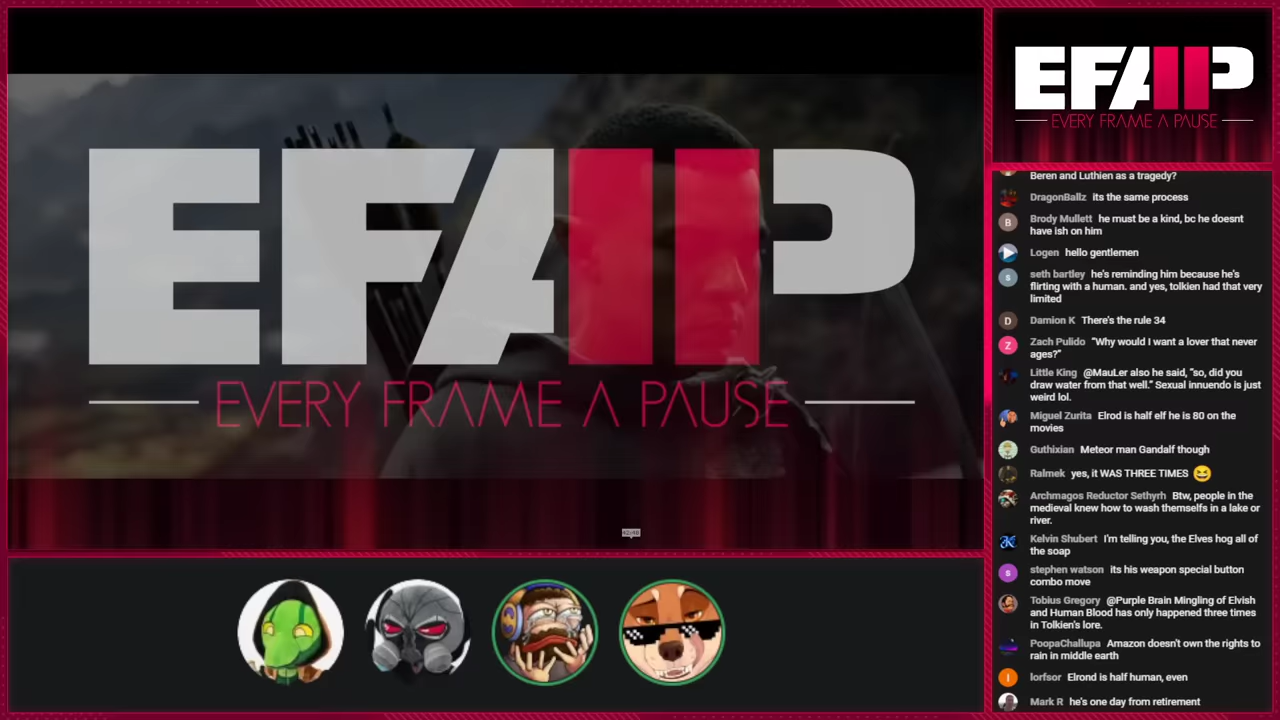 EFAP
EVERY FRAME A PAUSE
EFAP
EVERY FRAME A PAUSE
Beren and Luthien as a tragedy?
DragonBallz its the same process
B
Brody Mullett he must be a kind, bc he doesnt
have ish on him
Logen hello gentlemen
s
seth bartley he's reminding him because he's
flirting with a human. and yes, tolkien had that very
limited
D
Damion K There's the rule 34
Z
Zach Pulido “Why would I want a lover that never
ages?”
Little King @MauLer also he said, “so, did you
draw water from that well.” Sexual innuendo is just
weird lol.
Miguel Zurita Elrod is half elf he is 80 on the
movies
Guthixian Meteor man Gandalf though
Ralmek yes, it WAS THREE TIMES 😆
Archmagos Reductor Sethyrh Btw, people in the
medieval knew how to wash themselfs in a lake or
river.
Kelvin Shubert I'm telling you, the Elves hog all of
the soap
s
stephen watson its his weapon special button
combo move
Tobius Gregory @Purple Brain Mingling of Elvish
and Human Blood has only happened three times
in Tolkien's lore.
PoopaChallupa Amazon doesn't own the rights to
rain in middle earth
l
lorfsor Elrond is half human, even
Mark R he's one day from retirement